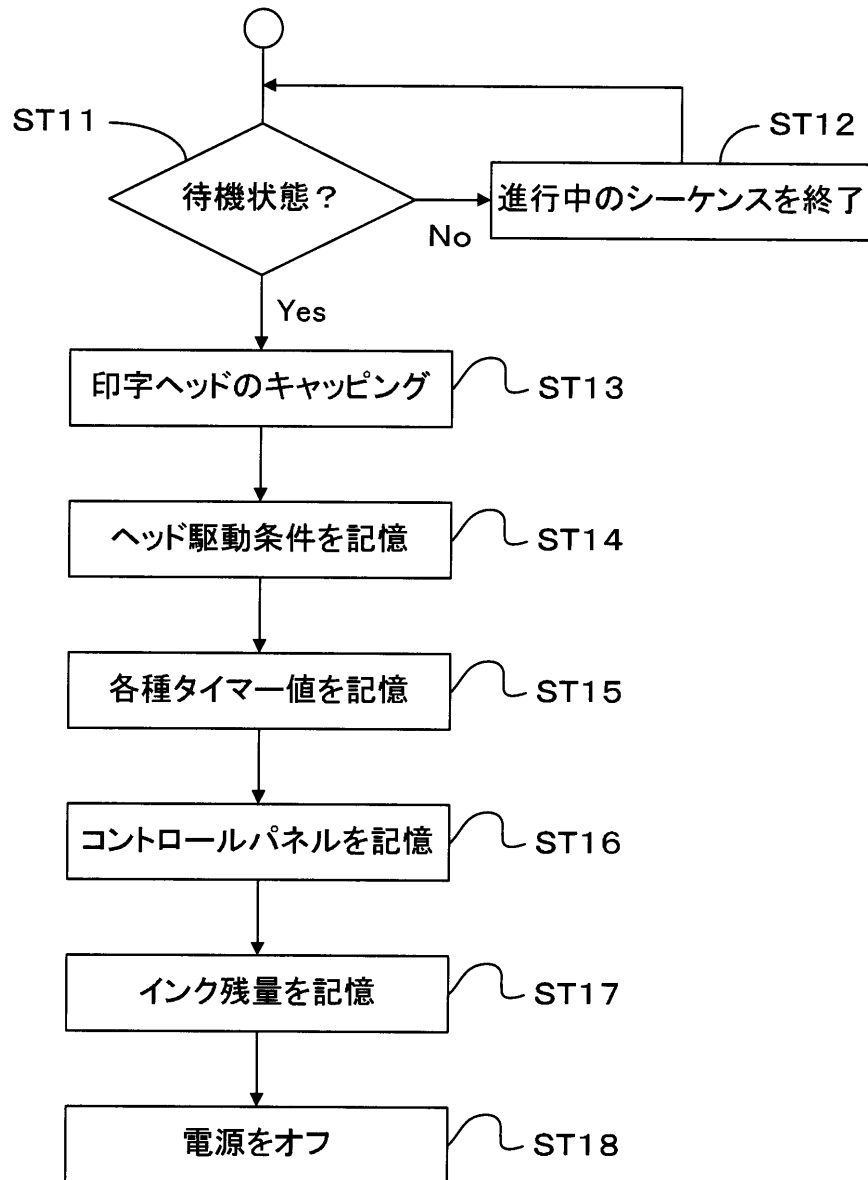 ST11
待機状態？
Yes
No
進行中のシーケンスを終了
ST12
印字ヘッドのキャッピング
ST13
ヘッド駆動条件を記憶
ST14
各種タイマー値を記憶
ST15
コントロールパネルを記憶
ST16
インク残量を記憶
ST17
電源をオフ
ST18